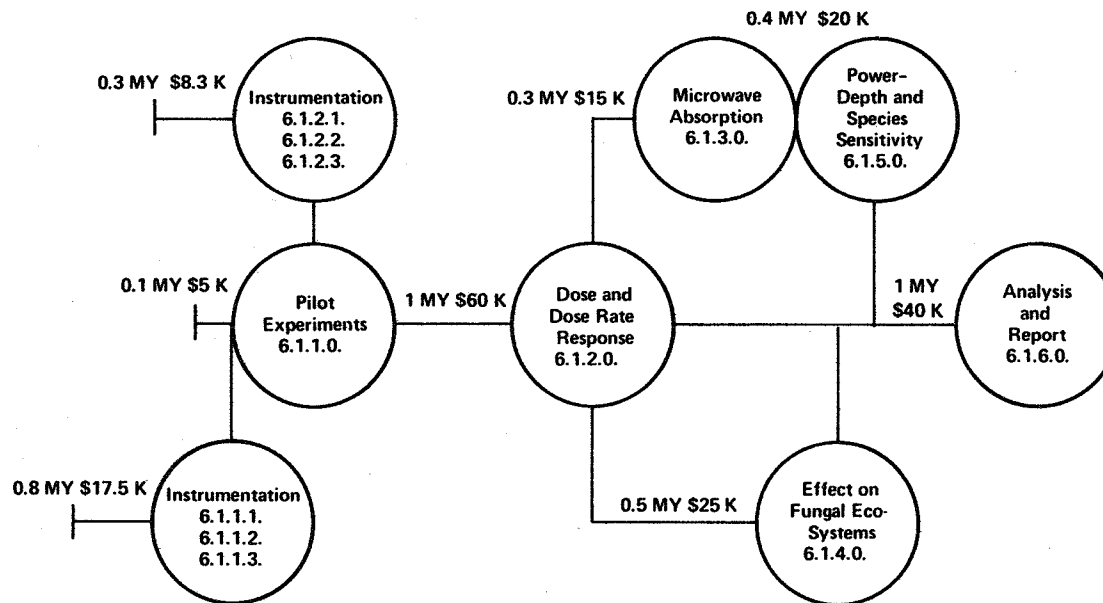 0.4 MY $20 K
0.3 MY $8.3 K
Instrumentation
6.1.2.1.
6.1.2.2.
6.1.2.3.
0.3 MY $15 K
Microwave
Absorption
6.1.3.0.
Power-
Depth and
Species
Sensitivity
6.1.5.0.
0.1 MY $5 K
Pilot
Experiments
6.1.1.0.
1 MY $60 K
Dose and
Dose Rate
Response
6.1.2.0.
1 MY
$40 K
Analysis
and
Report
6.1.6.0.
0.8 MY $17.5 K
Instrumentation
6.1.1.1.
6.1.1.2.
6.1.1.3.
0.5 MY $25 K
Effect on
Fungal Eco-
Systems
6.1.4.0.